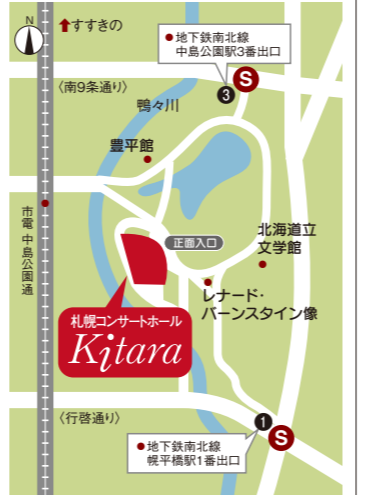 N
すすきの
地下鉄南北線
中島公園駅3番出口
S
〈南9条通り〉
3
鴨々川
豊平館
正面入口
北海道立
文学館
市電 中島公園通
レナード・
バーンスタイン像
札幌コンサートホール
Kitara
〈行啓通り〉
1
S
地下鉄南北線
幌平橋駅1番出口